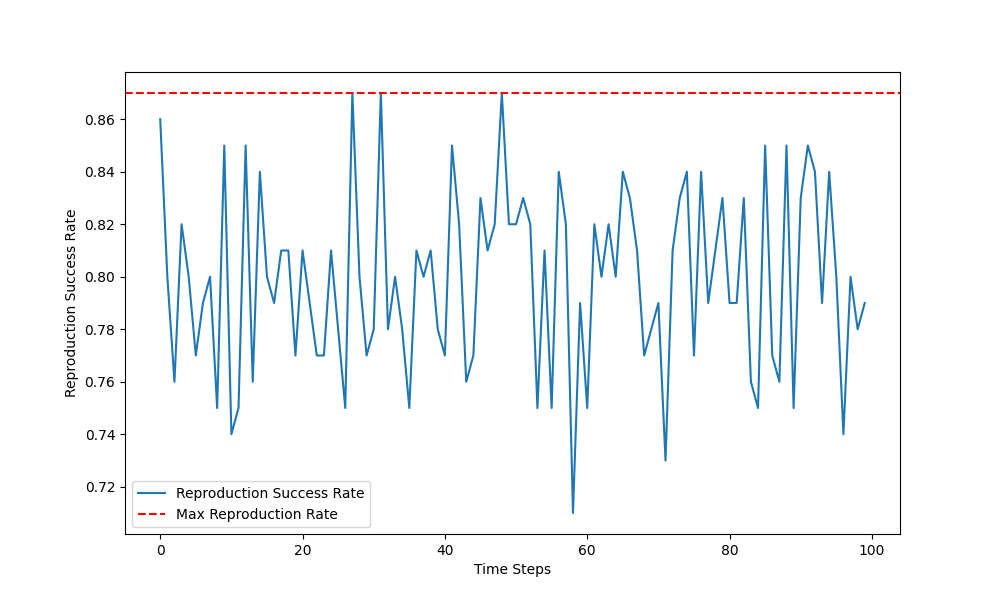 0.86
0.84
0.82
0.80
0.78
0.76
0.74
0.72
Reproduction Success Rate
Reproduction Success Rate
Max Reproduction Rate
0 20 40 60 80 100
Time Steps